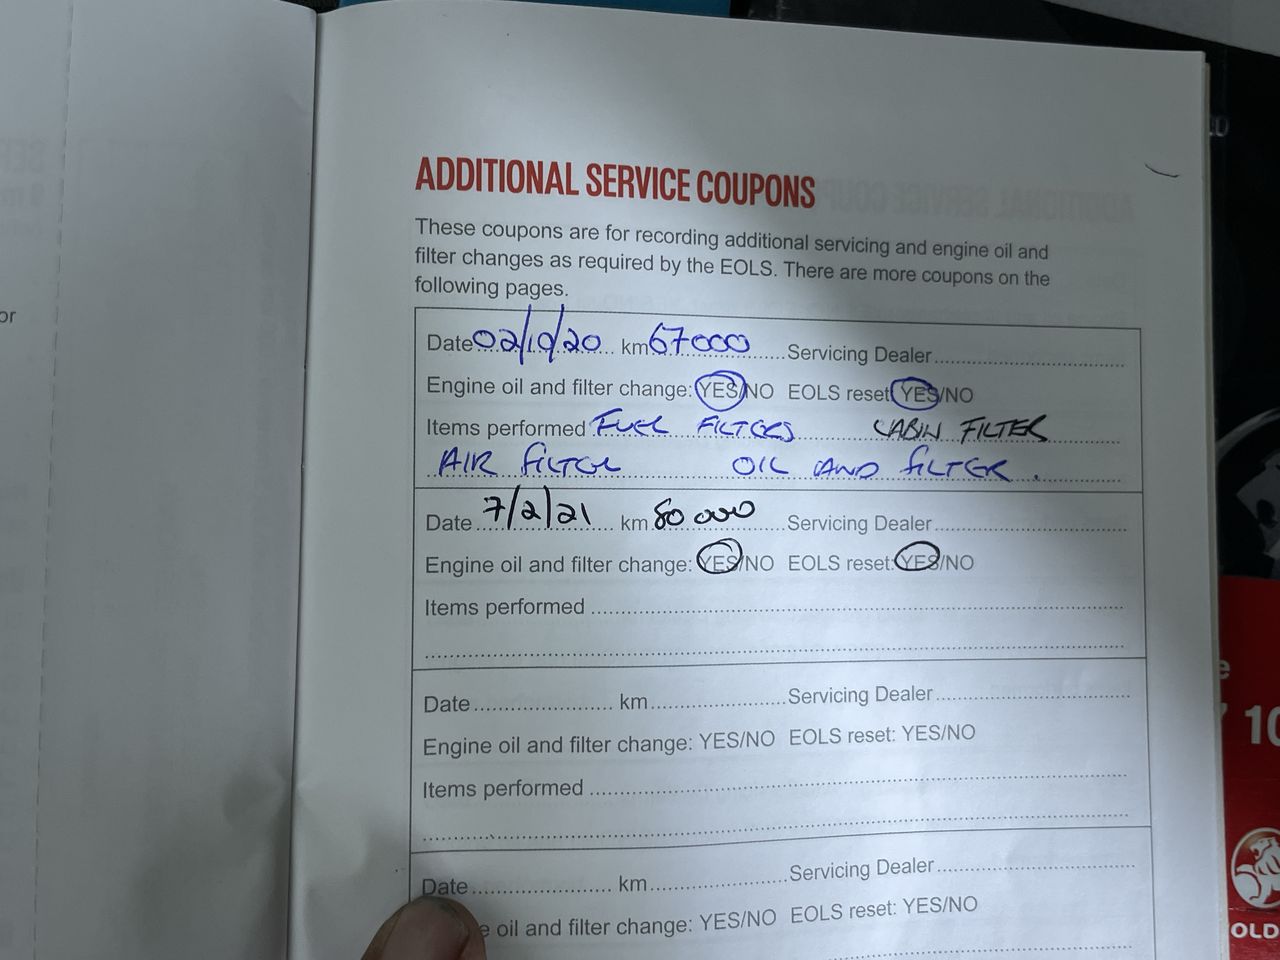 or
ADDITIONAL SERVICE COUPONS
These coupons are for recording additional servicing and engine oil and
filter changes as required by the EOLS. There are more coupons on the
following pages.
Date 02/10/20 km 67000 Servicing Dealer
Engine oil and filter change: YES/NO EOLS reset: YES/NO
Items performed FUEL FILTERS CABIN FILTER
AIR FILTER OIL AND FILTER.
Date 7/2/21 km 80 000 Servicing Dealer
Engine oil and filter change: YES/NO EOLS reset: YES/NO
Items performed
Date km Servicing Dealer
Engine oil and filter change: YES/NO EOLS reset: YES/NO
Items performed
Date km Servicing Dealer
e oil and filter change: YES/NO EOLS reset: YES/NO
e
10
OLD